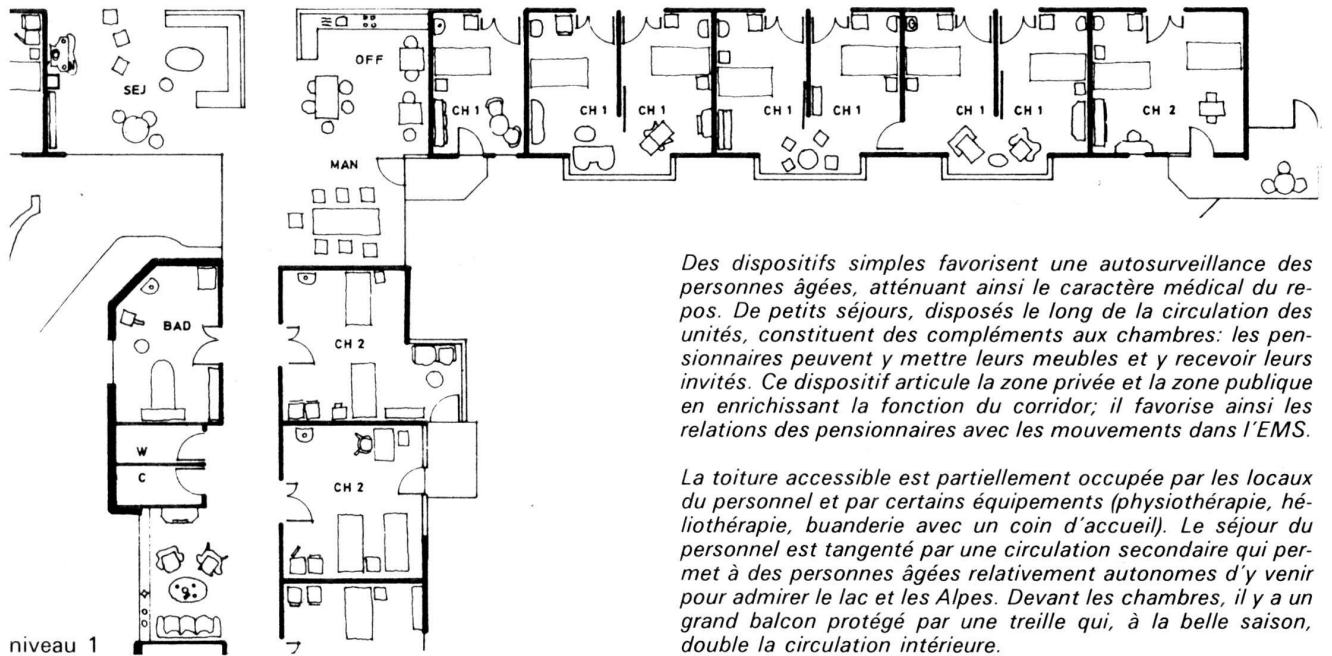 SEJ
OFF
CH 1
CH 1
CH 1
CH 1
CH 1
CH 1
CH 1
CH 2
MAN
BAD
CH 2
W
C
CH 2
niveau 1
Des dispositifs simples favorisent une autosurveillance des
personnes âgées, atténuant ainsi le caractère médical du re-
pos. De petits séjours, disposés le long de la circulation des
unités, constituent des compléments aux chambres: les pen-
sionnaires peuvent y mettre leurs meubles et y recevoir leurs
invités. Ce dispositif articule la zone privée et la zone publique
en enrichissant la fonction du corridor; il favorise ainsi les
relations des pensionnaires avec les mouvements dans l'EMS.
La toiture accessible est partiellement occupée par les locaux
du personnel et par certains équipements (physiothérapie, hé-
liothérapie, buanderie avec un coin d'accueil). Le séjour du
personnel est tangenté par une circulation secondaire qui per-
met à des personnes âgées relativement autonomes d'y venir
pour admirer le lac et les Alpes. Devant les chambres, il y a un
grand balcon protégé par une treille qui, à la belle saison,
double la circulation intérieure.